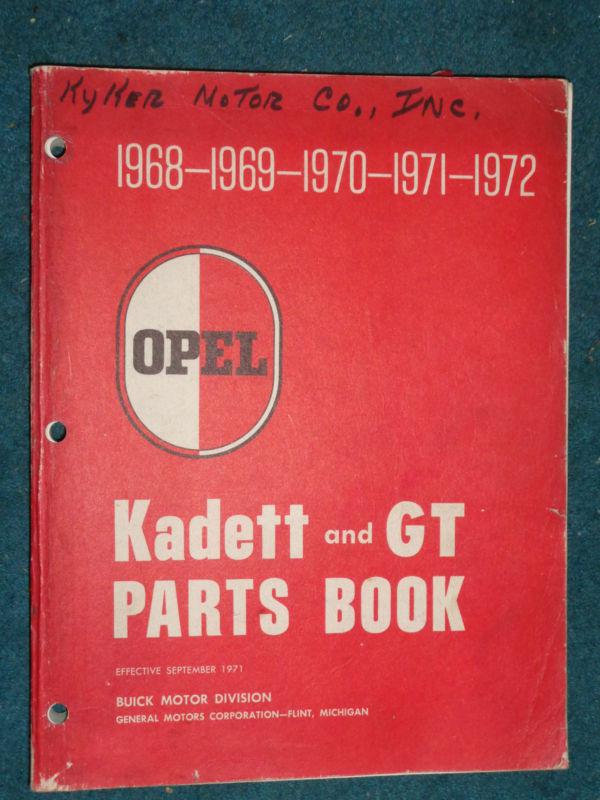 KyKER MOTOR CO., INC.
1968—1969—1970—1971—1972
OPEL
Kadett and GT
PARTS BOOK
EFFECTIVE SEPTEMBER 1971
BUICK MOTOR DIVISION
GENERAL MOTORS CORPORATION—FLINT, MICHIGAN